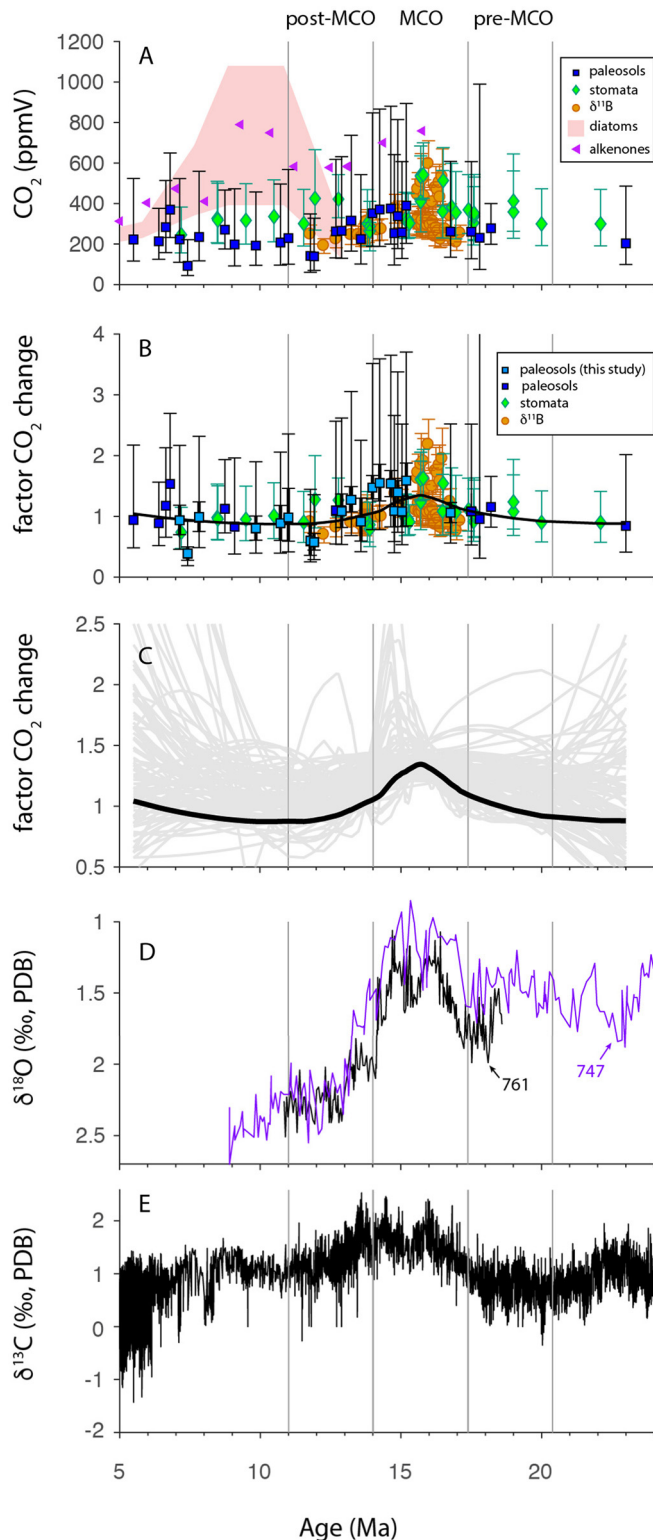 post-MCO MCO pre-MCO
A
1200
1000
800
600
400
200
0
CO₂ (ppmV)
paleosols
stomata
δ¹¹B
diatoms
alkenones
B
4
3
2
1
0
factor CO₂ change
paleosols (this study)
paleosols
stomata
δ¹¹B
C
2.5
2
1.5
1
0.5
factor CO₂ change
D
1
1.5
2
2.5
δ¹⁸O (‰, PDB)
761
747
E
2
1
0
-1
-2
δ¹³C (‰, PDB)
5 10 15 20
Age (Ma)